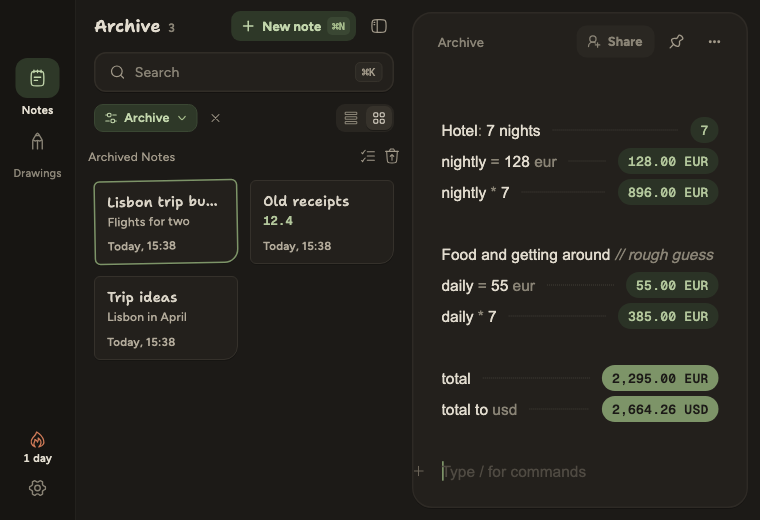 Archive 3
New note ⌘N
Search ⌘K
Archive
Archived Notes
Lisbon trip bu...
Flights for two
Today, 15:38
Old receipts
12.4
Today, 15:38
Trip ideas
Lisbon in April
Today, 15:38
Notes
Drawings
1 day
Archive
Share
Hotel: 7 nights 7
nightly = 128 eur 128.00 EUR
nightly * 7 896.00 EUR
Food and getting around // rough guess
daily = 55 eur 55.00 EUR
daily * 7 385.00 EUR
total 2,295.00 EUR
total to usd 2,664.26 USD
Type / for commands